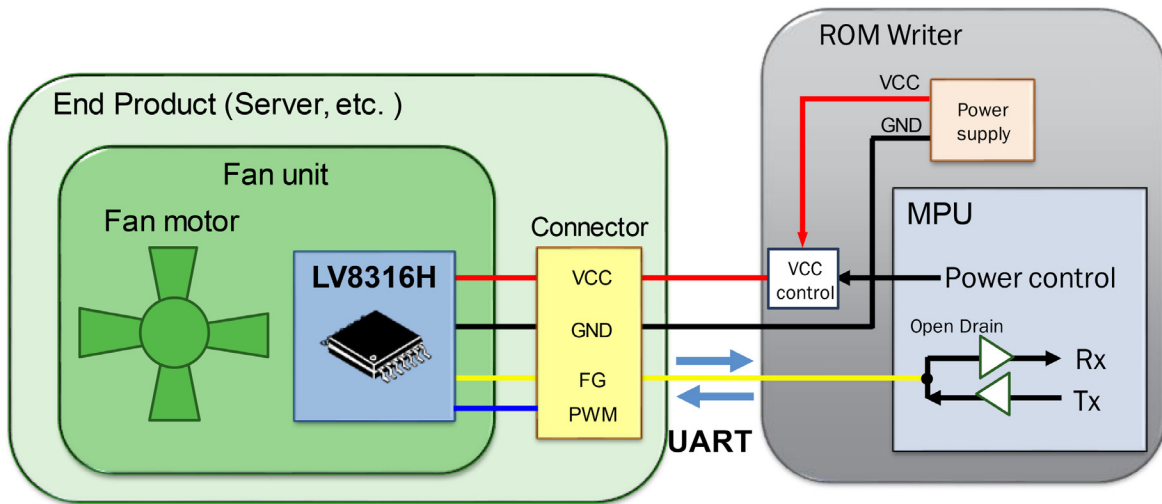 ROM Writer
End Product (Server, etc. )
VCC
GND
Power
supply
Fan unit
Fan motor
Connector
MPU
LV8316H
VCC
VCC
control
Power control
GND
Open Drain
FG
Rx
PWM
Tx
UART